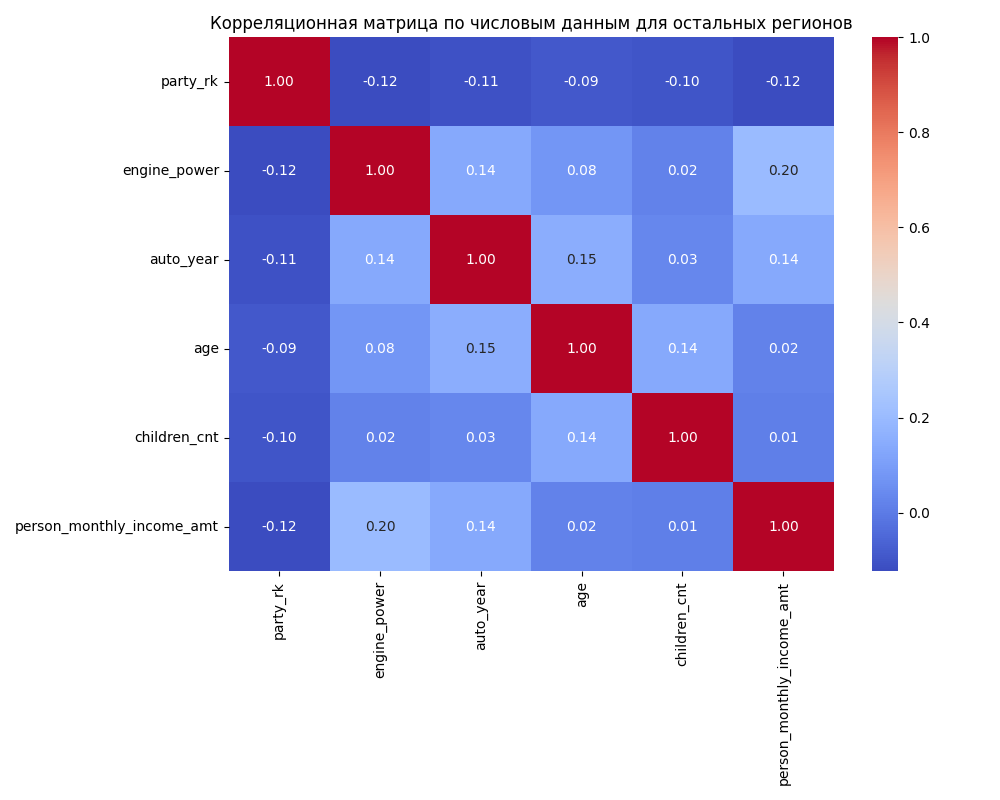 Корреляционная матрица по числовым данным для остальных регионов
party_rk 1.00 -0.12 -0.11 -0.09 -0.10 -0.12
engine_power -0.12 1.00 0.14 0.08 0.02 0.20
auto_year -0.11 0.14 1.00 0.15 0.03 0.14
age -0.09 0.08 0.15 1.00 0.14 0.02
children_cnt -0.10 0.02 0.03 0.14 1.00 0.01
person_monthly_income_amt -0.12 0.20 0.14 0.02 0.01 1.00
party_rk
engine_power
auto_year
age
children_cnt
person_monthly_income_amt
1.0
0.8
0.6
0.4
0.2
0.0